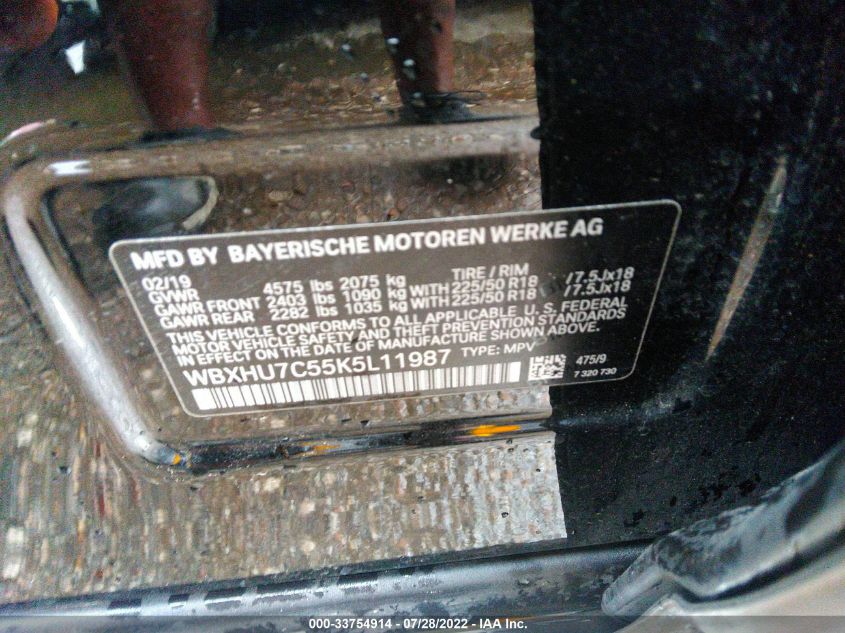 MFD BY BAYERISCHE MOTOREN WERKE AG
02/19 TIRE / RIM
GVWR 4575 lbs 2075 kg
GAWR FRONT 2403 lbs 1090 kg WITH 225/50 R18 /7.5Jx18
GAWR REAR 2282 lbs 1035 kg WITH 225/50 R18 /7.5Jx18
THIS VEHICLE CONFORMS TO ALL APPLICABLE U. S. FEDERAL
MOTOR VEHICLE SAFETY AND THEFT PREVENTION STANDARDS
IN EFFECT ON THE DATE OF MANUFACTURE SHOWN ABOVE.
WBXHU7C55K5L11987 TYPE: MPV
475/9
7 320 730
000-33754914 - 07/28/2022 - IAA Inc.